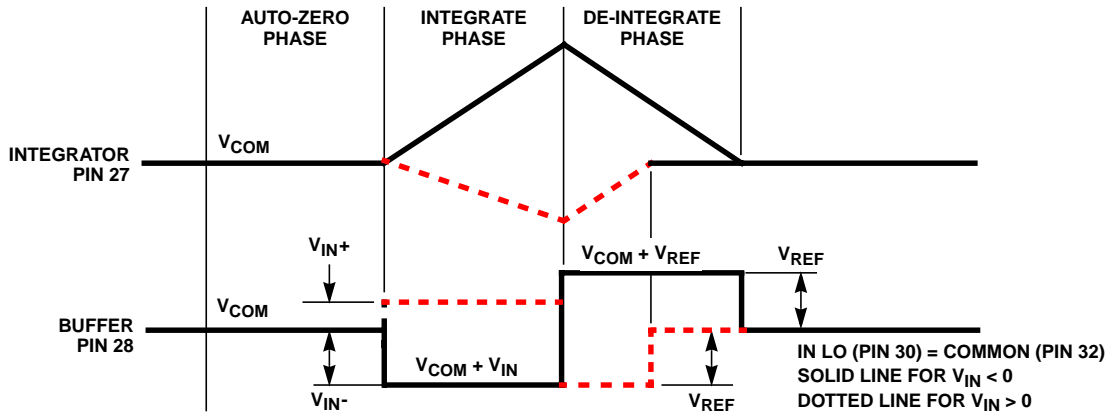 AUTO-ZERO
PHASE
INTEGRATE
PHASE
DE-INTEGRATE
PHASE
INTEGRATOR
PIN 27
VCOM
VIN+
VCOM + VREF
VREF
BUFFER
PIN 28
VCOM
VCOM + VIN
VIN-
VREF
IN LO (PIN 30) = COMMON (PIN 32)
SOLID LINE FOR VIN < 0
DOTTED LINE FOR VIN > 0